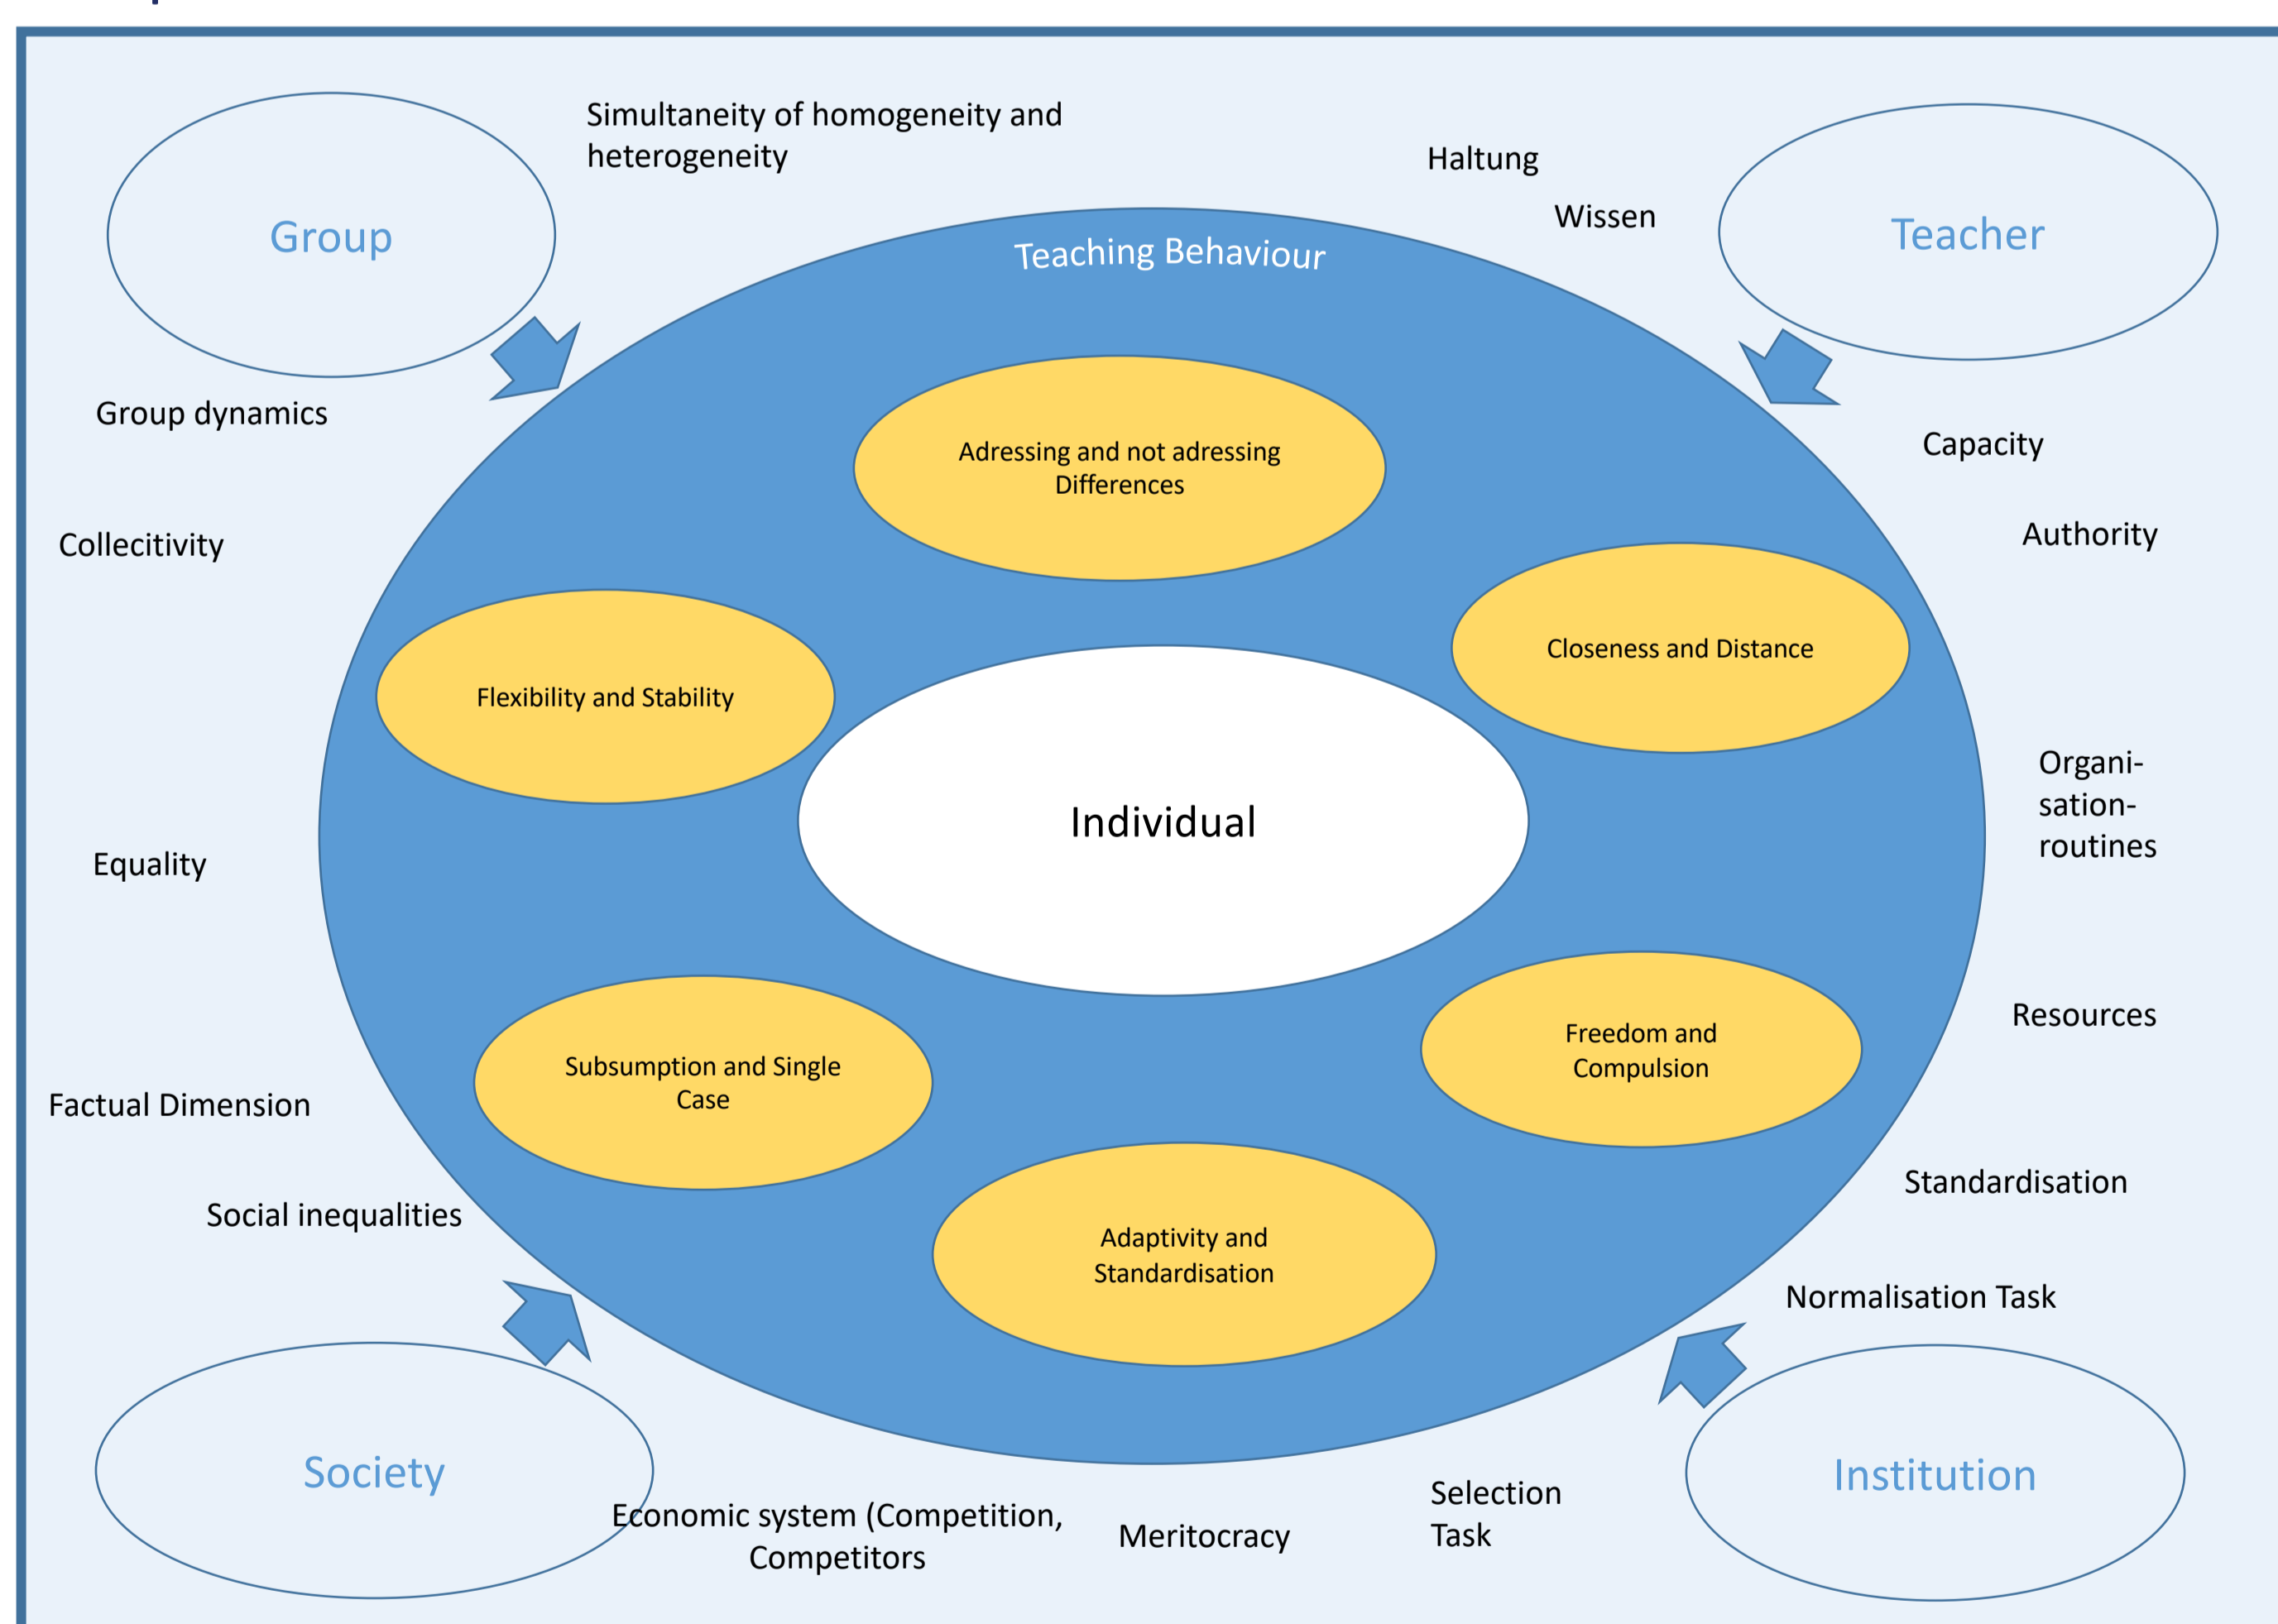 Simultaneity of homogeneity and
heterogeneity
Haltung
Wissen
Group
Teacher
Teaching Behaviour
Group dynamics
Capacity
Adressing and not adressing
Differences
Collecitivity
Authority
Closeness and Distance
Flexibility and Stability
Organi-
sation-
routines
Individual
Equality
Resources
Freedom and
Compulsion
Subsumption and Single
Case
Factual Dimension
Standardisation
Social inequalities
Adaptivity and
Standardisation
Normalisation Task
Society
Institution
Economic system (Competition,
Competitors
Meritocracy
Selection
Task